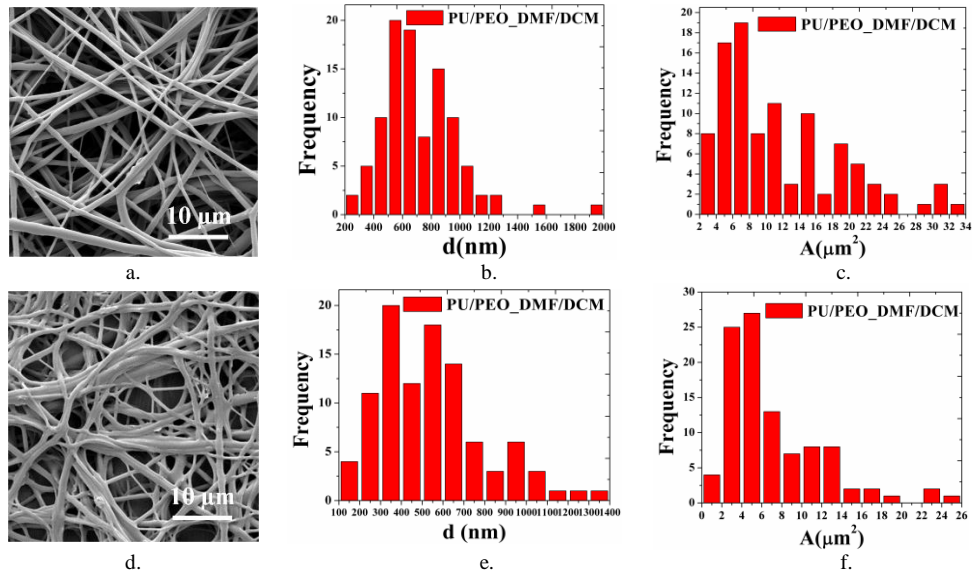 10 μm
a.
PU/PEO_DMF/DCM
Frequency
20
15
10
5
0
200 400 600 800 1000 1200 1400 1600 1800 2000
d(nm)
b.
PU/PEO_DMF/DCM
Frequency
20
18
16
14
12
10
8
6
4
2
0
2 4 6 8 10 12 14 16 18 20 22 24 26 28 30 32 34
A(μm²)
c.
10 μm
d.
PU/PEO_DMF/DCM
Frequency
20
15
10
5
0
100 200 300 400 500 600 700 800 900 1000 1100 1200 1300 1400
d (nm)
e.
PU/PEO_DMF/DCM
Frequency
30
25
20
15
10
5
0
0 2 4 6 8 10 12 14 16 18 20 22 24 26
A(μm²)
f.